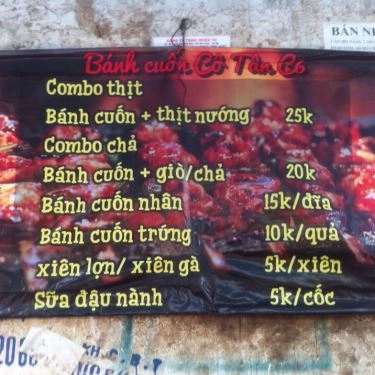 Bánh cuốn Cô Tân Co
Combo thịt
Bánh cuốn + thịt nướng 25k
Combo chả
Bánh cuốn + giò/chả 20k
Bánh cuốn nhân 15k/đĩa
Bánh cuốn trứng 10k/quả
xiên lợn/ xiên gà 5k/xiên
Sữa đậu nành 5k/cốc
BÁN